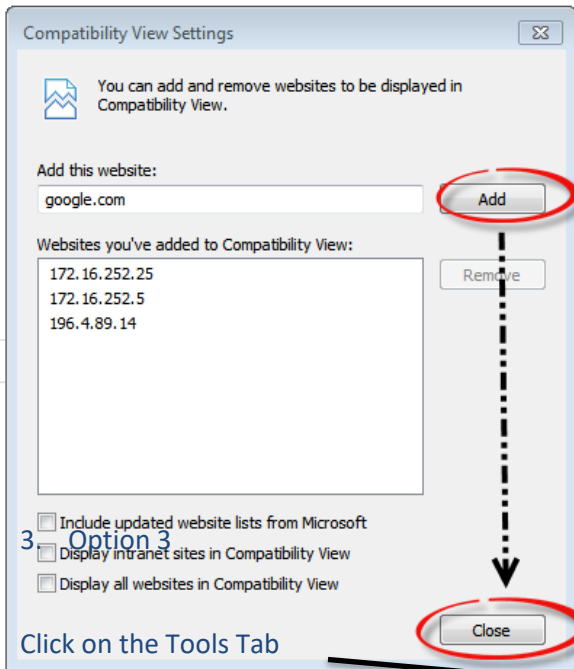 Compatibility View Settings
You can add and remove websites to be displayed in
Compatibility View.
Add this website:
google.com
Add
Websites you've added to Compatibility View:
172.16.252.25
172.16.252.5
196.4.89.14
Remove
Include updated website lists from Microsoft
3. Option 3
Display intranet sites in Compatibility View
Display all websites in Compatibility View
Close
Click on the Tools Tab